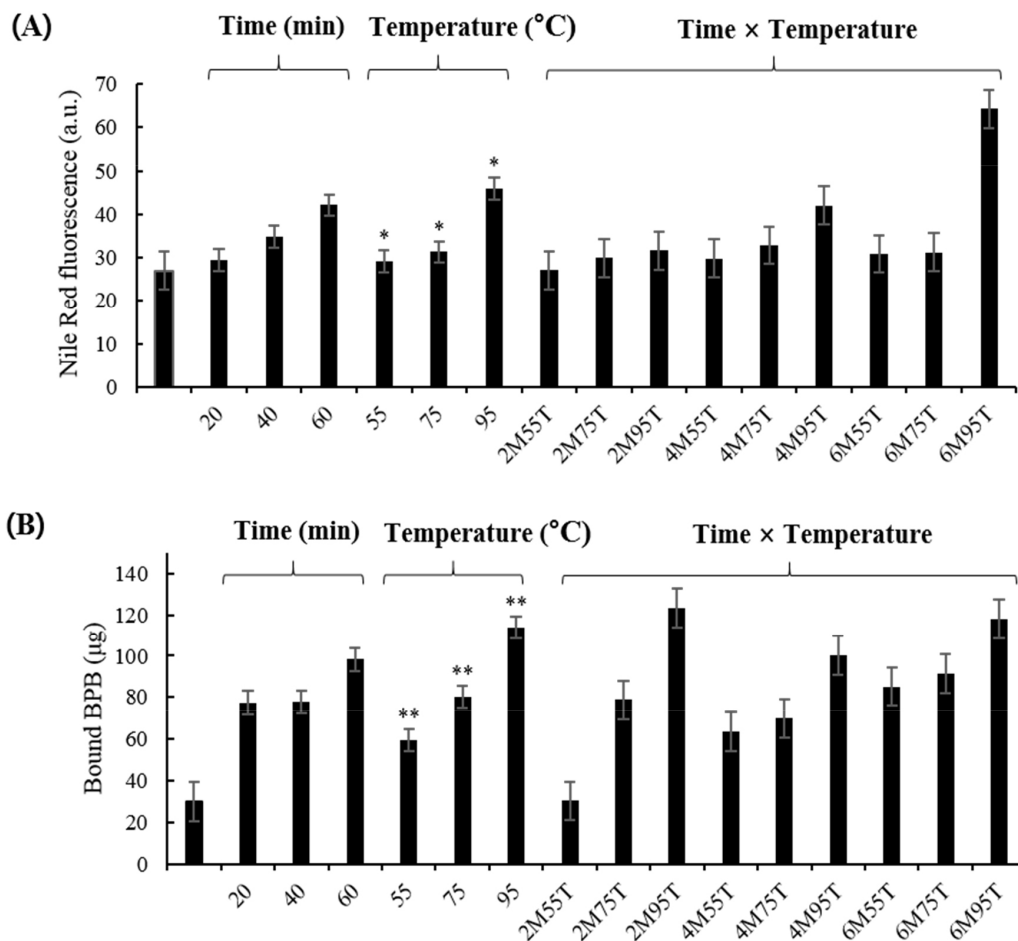 (A)
Time (min) Temperature (°C) Time × Temperature
Nile Red fluorescence (a.u.)
70
60
50
40
30
20
10
0
* * *
20 40 60 55 75 95 2M55T 2M75T 2M95T 4M55T 4M75T 4M95T 6M55T 6M75T 6M95T
(B)
Time (min) Temperature (°C) Time × Temperature
Bound BPB (µg)
140
120
100
80
60
40
20
0
** ** **
20 40 60 55 75 95 2M55T 2M75T 2M95T 4M55T 4M75T 4M95T 6M55T 6M75T 6M95T